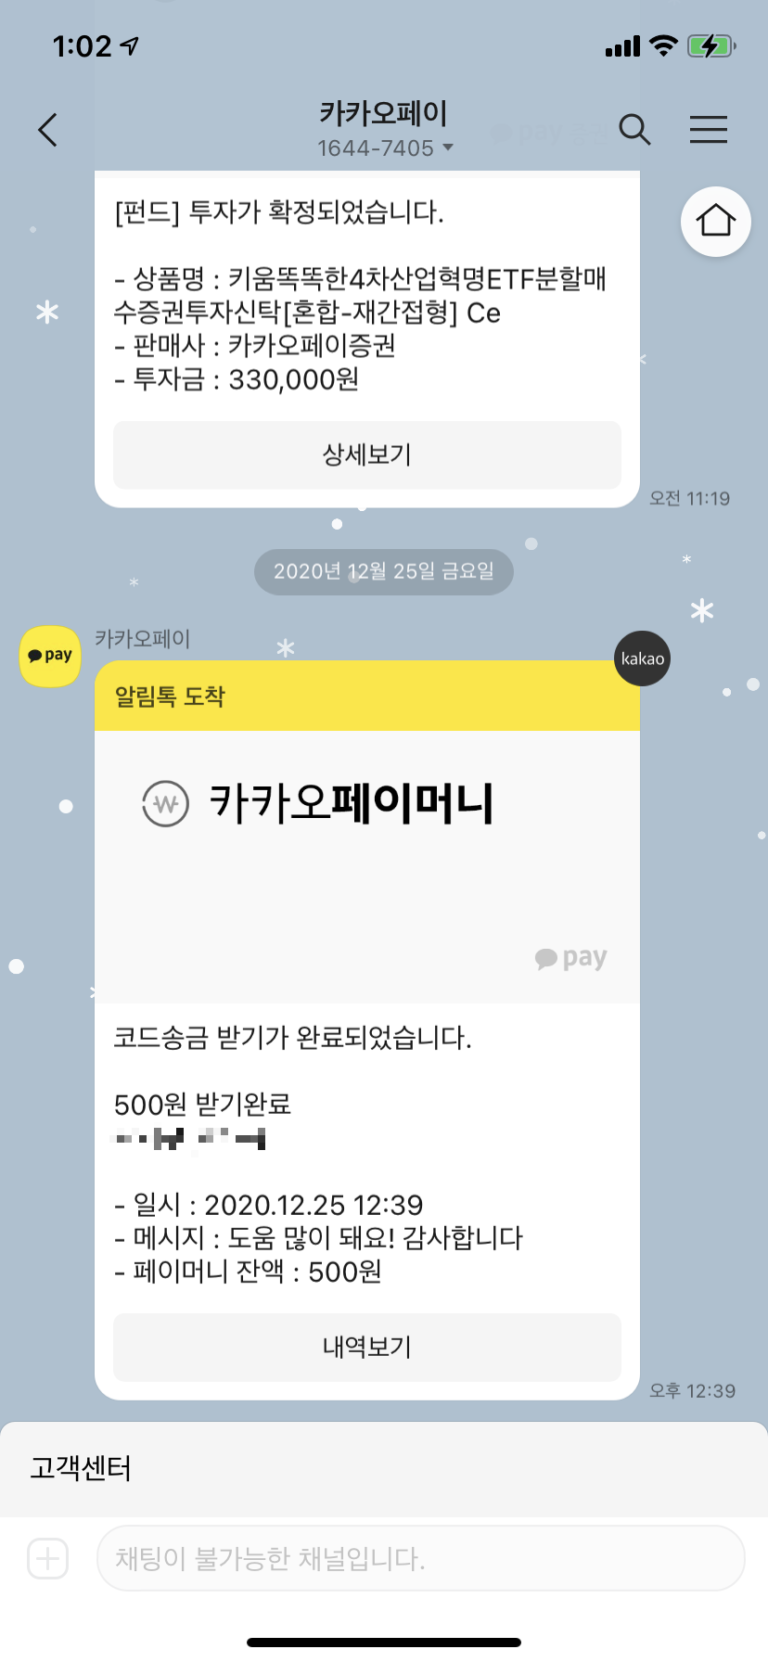 1:02
카카오페이
1644-7405
[펀드] 투자가 확정되었습니다.
- 상품명 : 키움똑똑한4차산업혁명ETF분할매
수증권투자신탁[혼합-재간접형] Ce
- 판매사 : 카카오페이증권
- 투자금 : 330,000원
상세보기
오전 11:19
2020년 12월 25일 금요일
pay
카카오페이
kakao
알림톡 도착
카카오페이머니
pay
코드송금 받기가 완료되었습니다.
500원 받기완료
- 일시 : 2020.12.25 12:39
- 메시지 : 도움 많이 돼요! 감사합니다
- 페이머니 잔액 : 500원
내역보기
오후 12:39
고객센터
채팅이 불가능한 채널입니다.